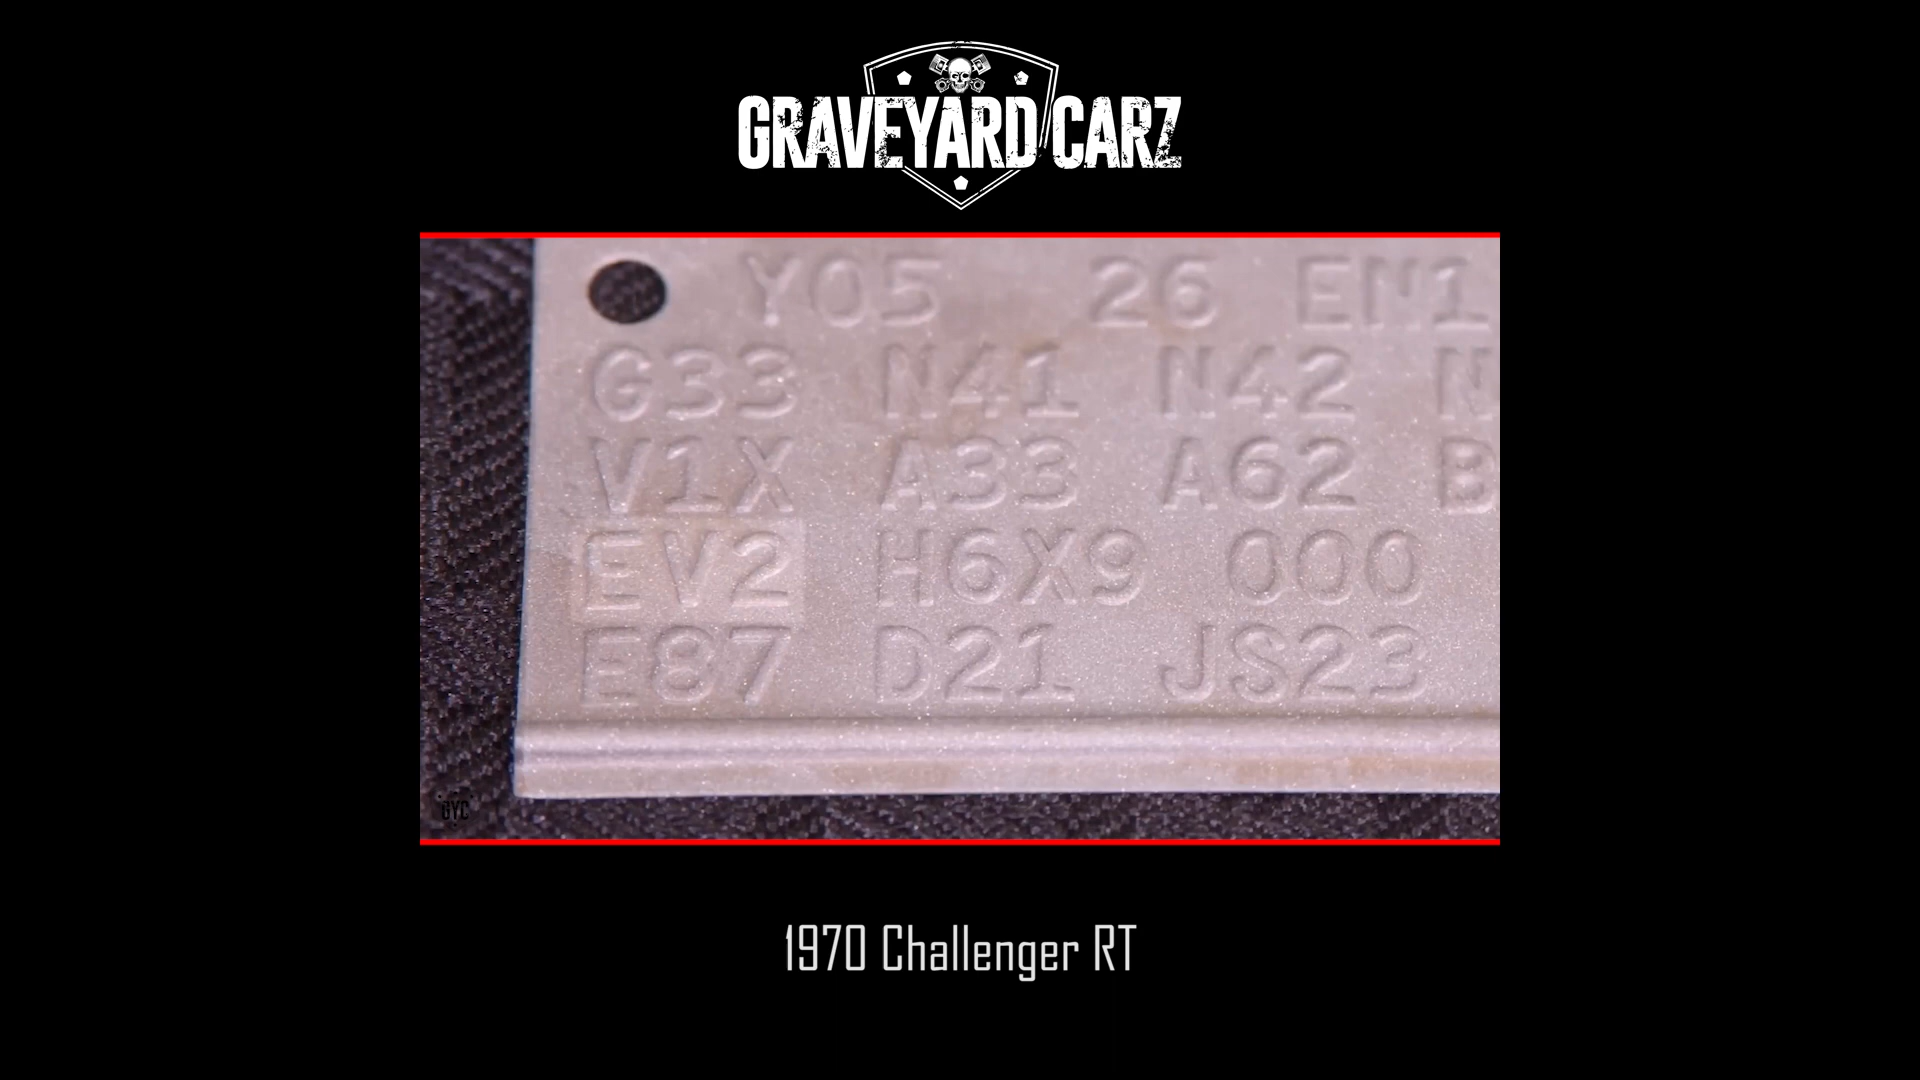 GRAVEYARD CARZ
Y05 26 EN1
G33 N41 N42 N
V1X A33 A62 B
EV2 H6X9 000
E87 D21 JS23
GYC
1970 Challenger RT